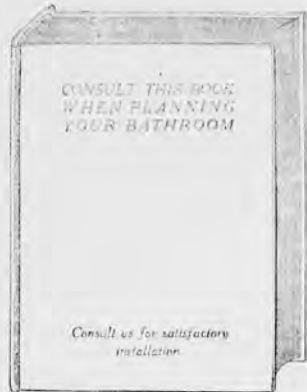 CONSULT THIS BOOK
WHEN PLANNING
YOUR BATHROOM
Consult us for satisfactory
installation